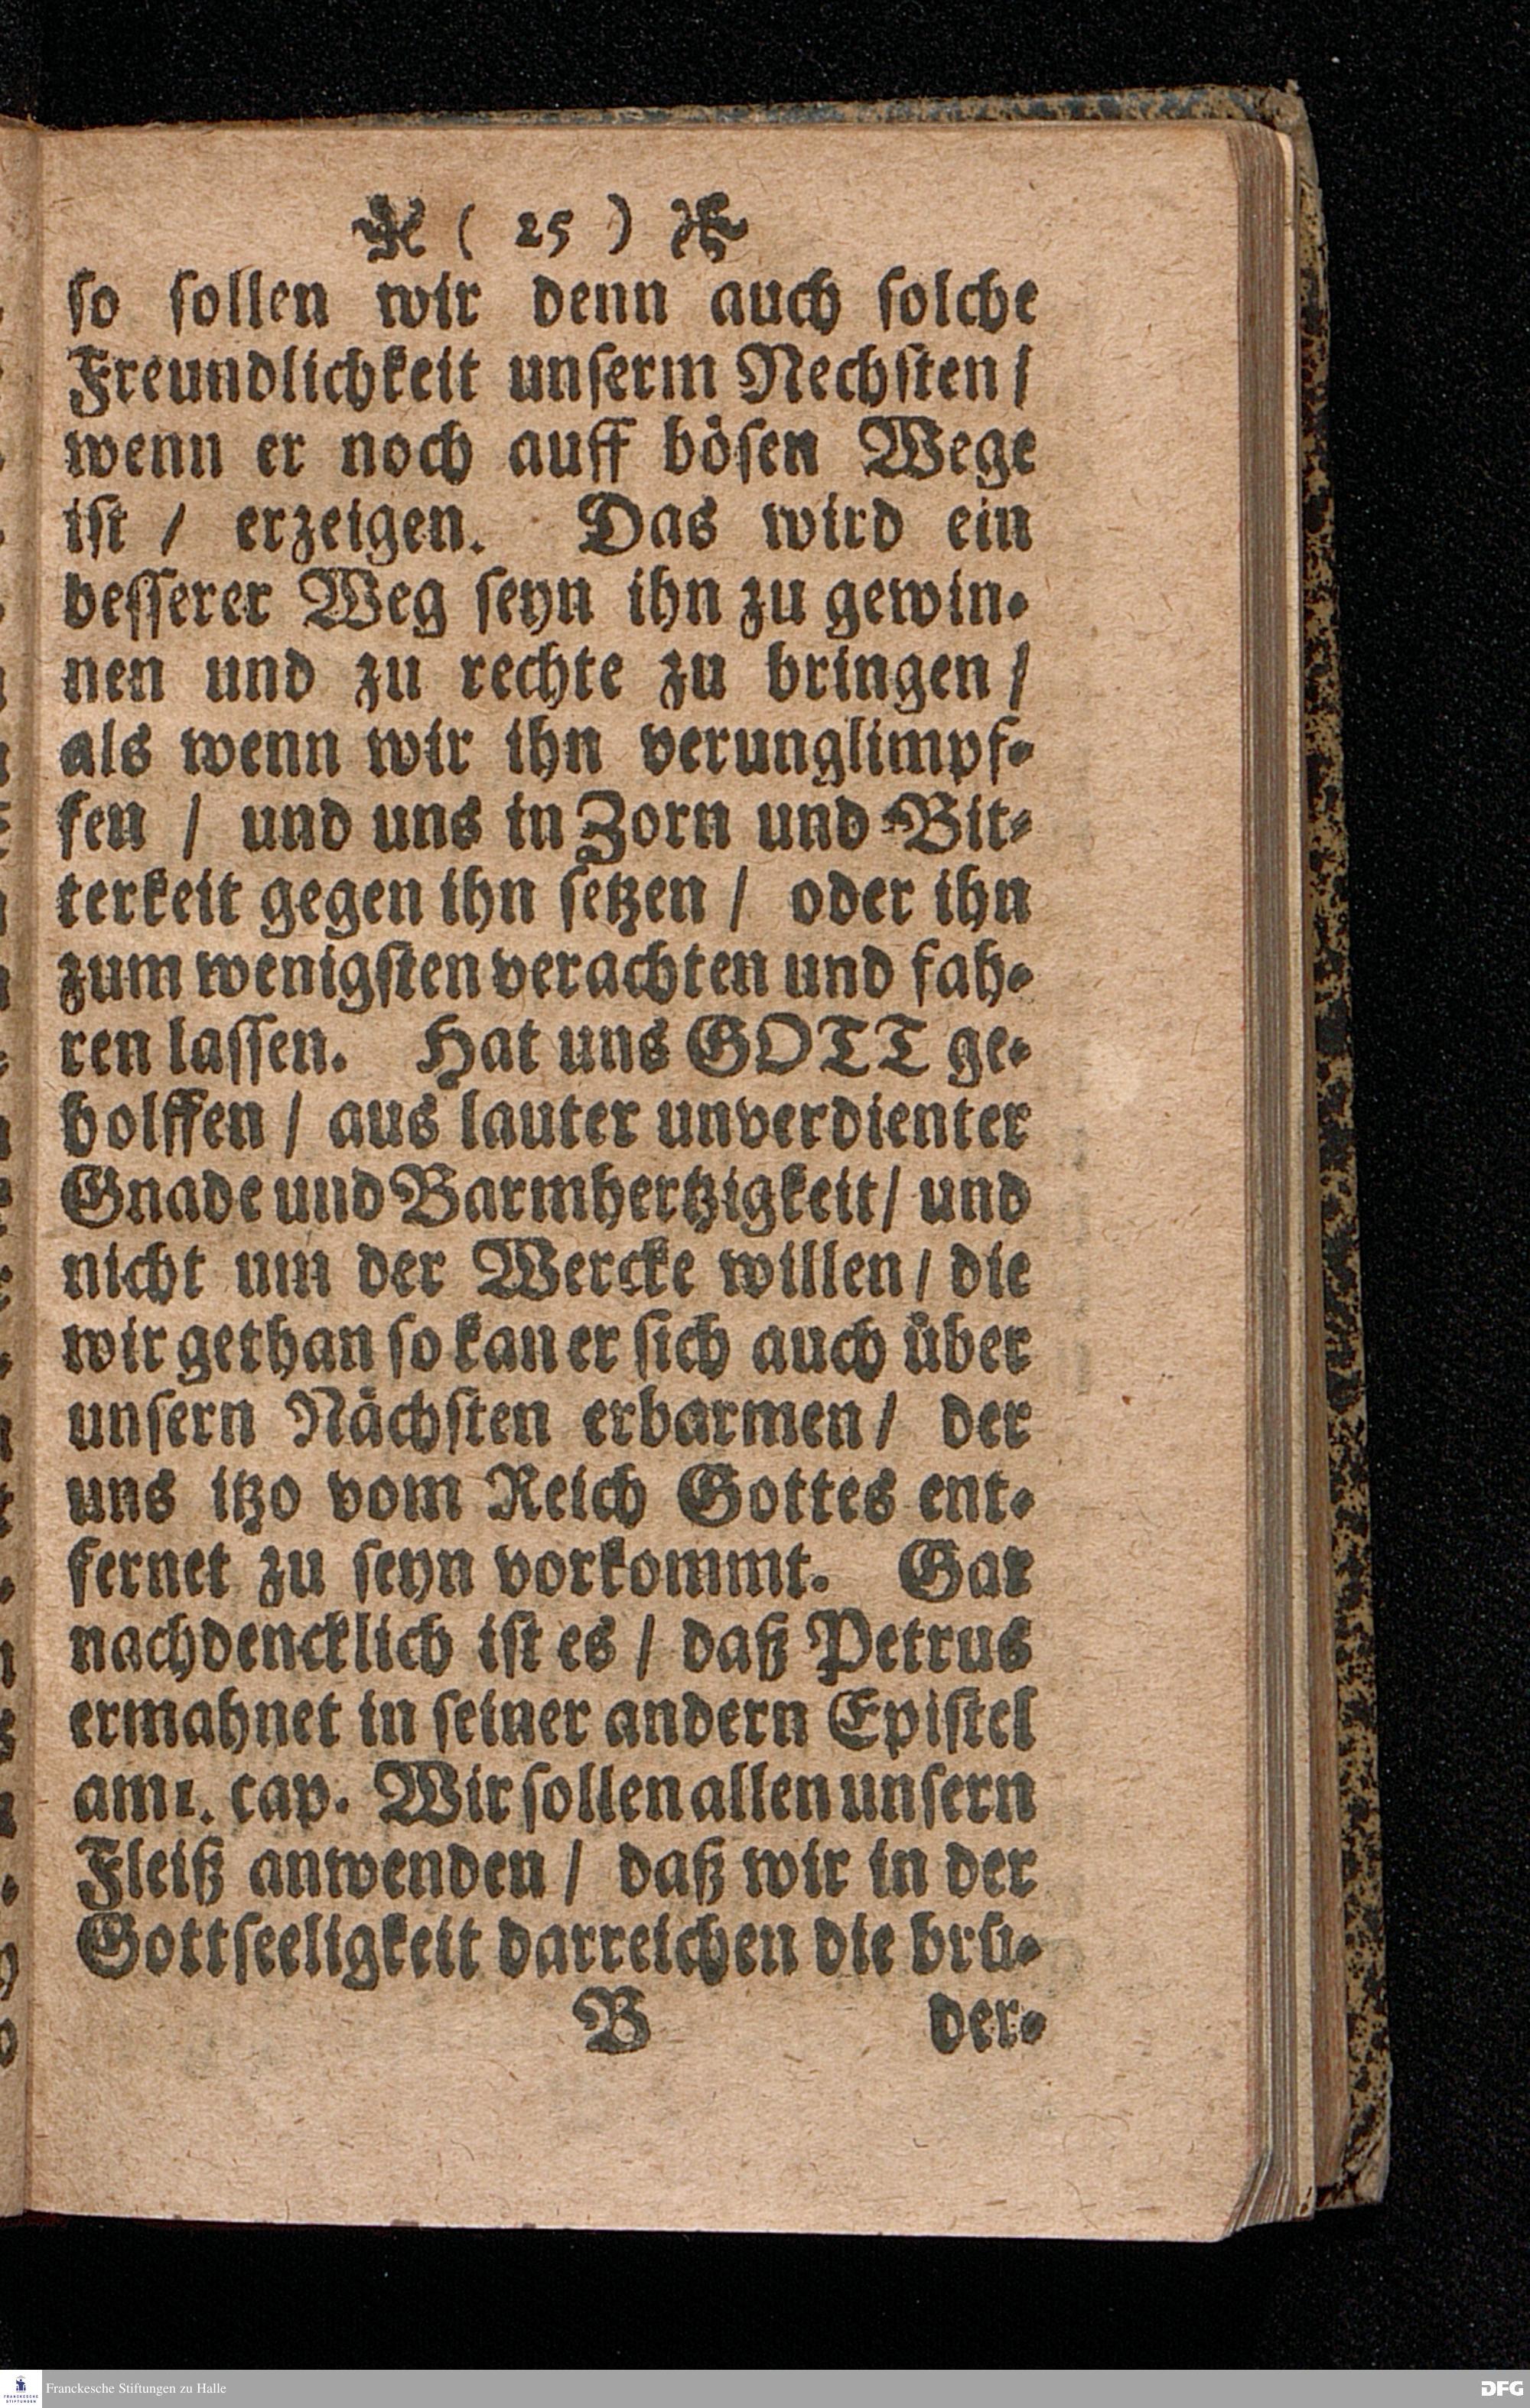 ( 25 )
so sollen wir denn auch solche
Freundlichkeit unserm Nechsten /
wenn er noch auff bösen Wege
ist / erzeigen. Das wird ein
besserer Weg seyn ihn zu gewin-
nen und zu rechte zu bringen /
als wenn wir ihn verunglimpf-
fen / und uns in Zorn und Bit-
terkeit gegen ihn setzen / oder ihn
zum wenigsten verachten und fah-
ren lassen. Hat uns GOTT ge-
holffen / aus lauter unverdienter
Gnade und Barmhertzigkeit / und
nicht um der Wercke willen / die
wir gethan so kan er sich auch über
unsern Nächsten erbarmen / der
uns itzo vom Reich Gottes ent-
fernet zu seyn vorkommt. Gar
nachdencklich ist es / daß Petrus
ermahnet in seiner andern Epistel
am 1. cap. Wir sollen allen unsern
Fleiß anwenden / daß wir in der
Gottseeligkeit darreichen die brü-
B der-
Franckesche Stiftungen zu Halle
DFG